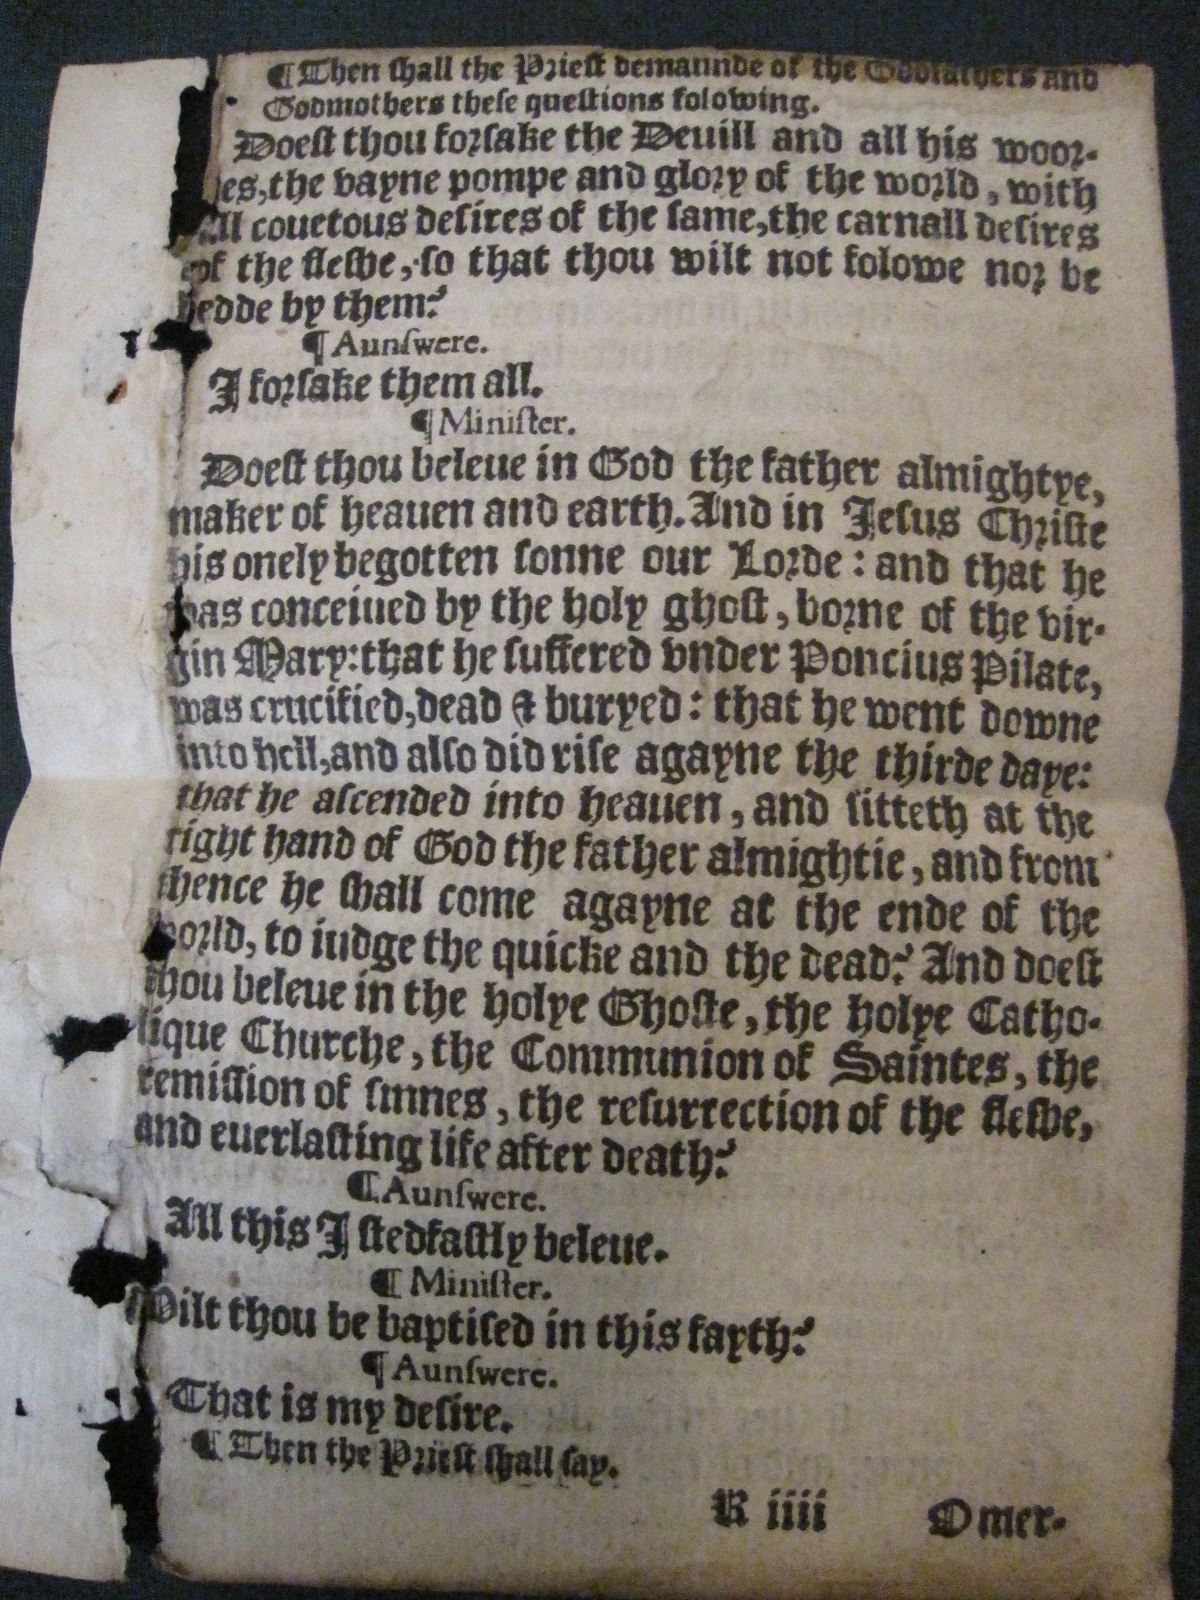 ¶ Then shall the Priest demaunde of the Godfathers and
Godmothers these questions folowing.
Doest thou forsake the Deuill and all his woor-
es, the vayne pompe and glory of the world, with
all couetous desires of the same, the carnall desires
of the fleshe, so that thou wilt not folowe nor be
ledde by them?
¶ Aunswere.
I forsake them all.
¶ Minister.
Doest thou beleue in God the father almightye,
maker of heauen and earth. And in Jesus Christe
his onely begotten sonne our Lorde: and that he
was conceiued by the holy ghost, borne of the vir-
gin Mary: that he suffered vnder Poncius Pilate,
was crucified, dead & buryed: that he went downe
into hell, and also did rise agayne the thirde daye:
that he ascended into heauen, and sitteth at the
right hand of God the father almightie, and from
thence he shall come agayne at the ende of the
world, to iudge the quicke and the dead? And doest
thou beleue in the holye Ghoste, the holye Catho-
lique Churche, the Communion of Saintes, the
remission of sinnes, the resurrection of the fleshe,
and euerlasting life after death?
¶ Aunswere.
All this I stedfastly beleue.
¶ Minister.
Wilt thou be baptised in this fayth?
¶ Aunswere.
That is my desire.
¶ Then the Priest shall say.
R iiii O mer-